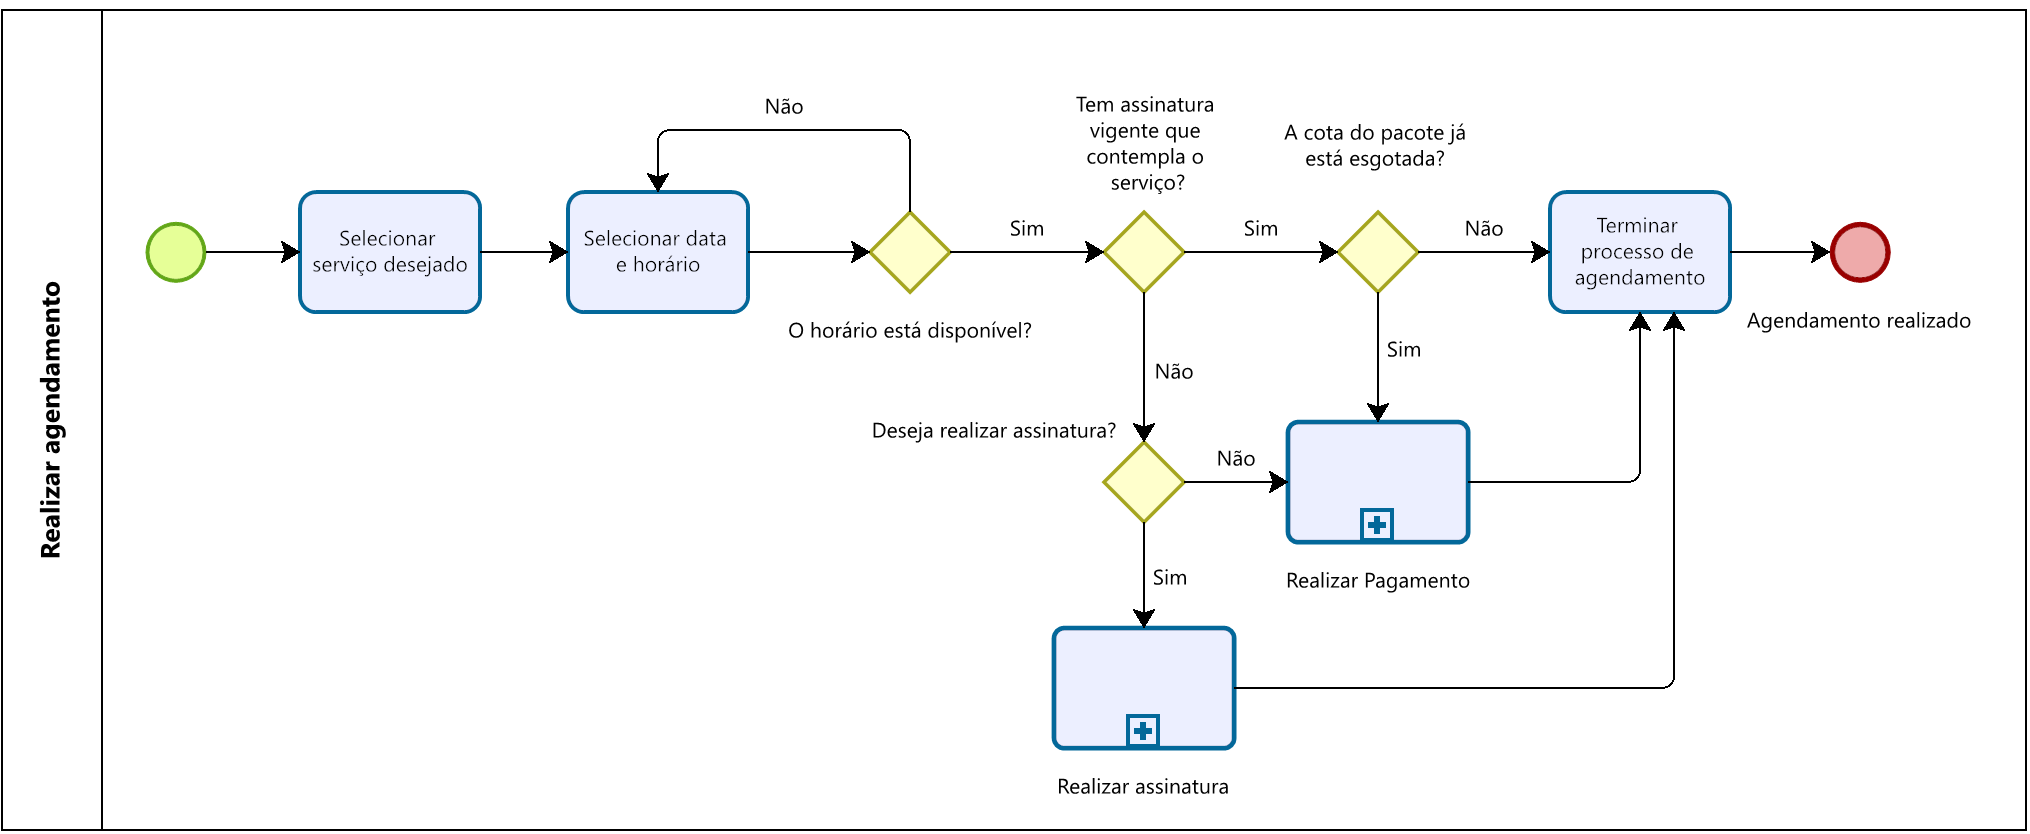 Realizar agendamento
Selecionar
serviço desejado
Selecionar data
e horário
Não
O horário está disponível?
Sim
Tem assinatura
vigente que
contempla o
serviço?
Sim
A cota do pacote já
está esgotada?
Não
Terminar
processo de
agendamento
Agendamento realizado
Sim
Não
Deseja realizar assinatura?
Não
Realizar Pagamento
Sim
Realizar assinatura